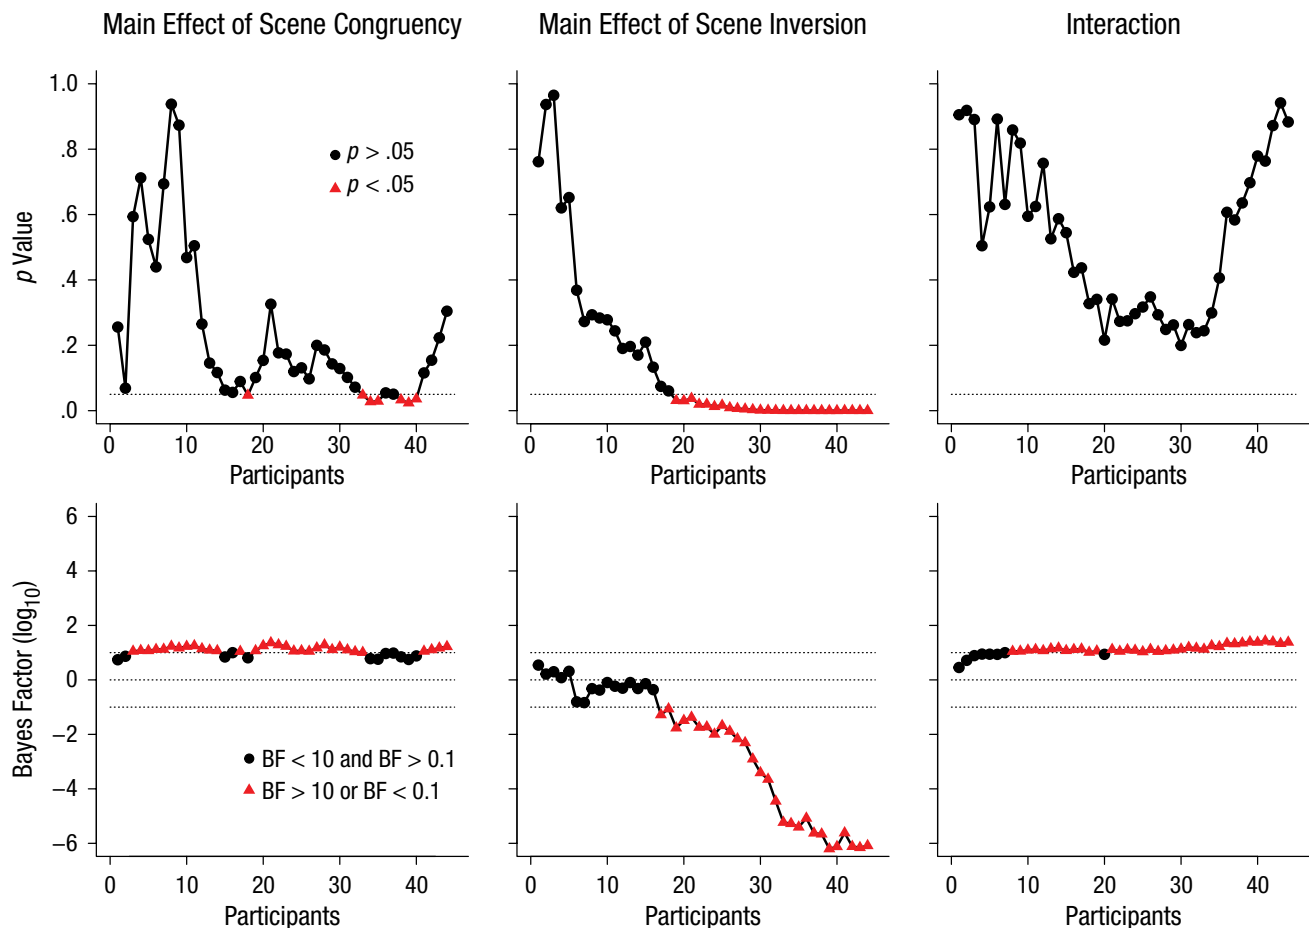 Main Effect of Scene Congruency
Main Effect of Scene Inversion
Interaction
p Value
1.0
.8
.6
.4
.2
.0
p > .05
p < .05
0 10 20 30 40
0 10 20 30 40
0 10 20 30 40
Participants
Participants
Participants
Bayes Factor (log10)
6
4
2
0
−2
−4
−6
BF < 10 and BF > 0.1
BF > 10 or BF < 0.1
0 10 20 30 40
0 10 20 30 40
0 10 20 30 40
Participants
Participants
Participants